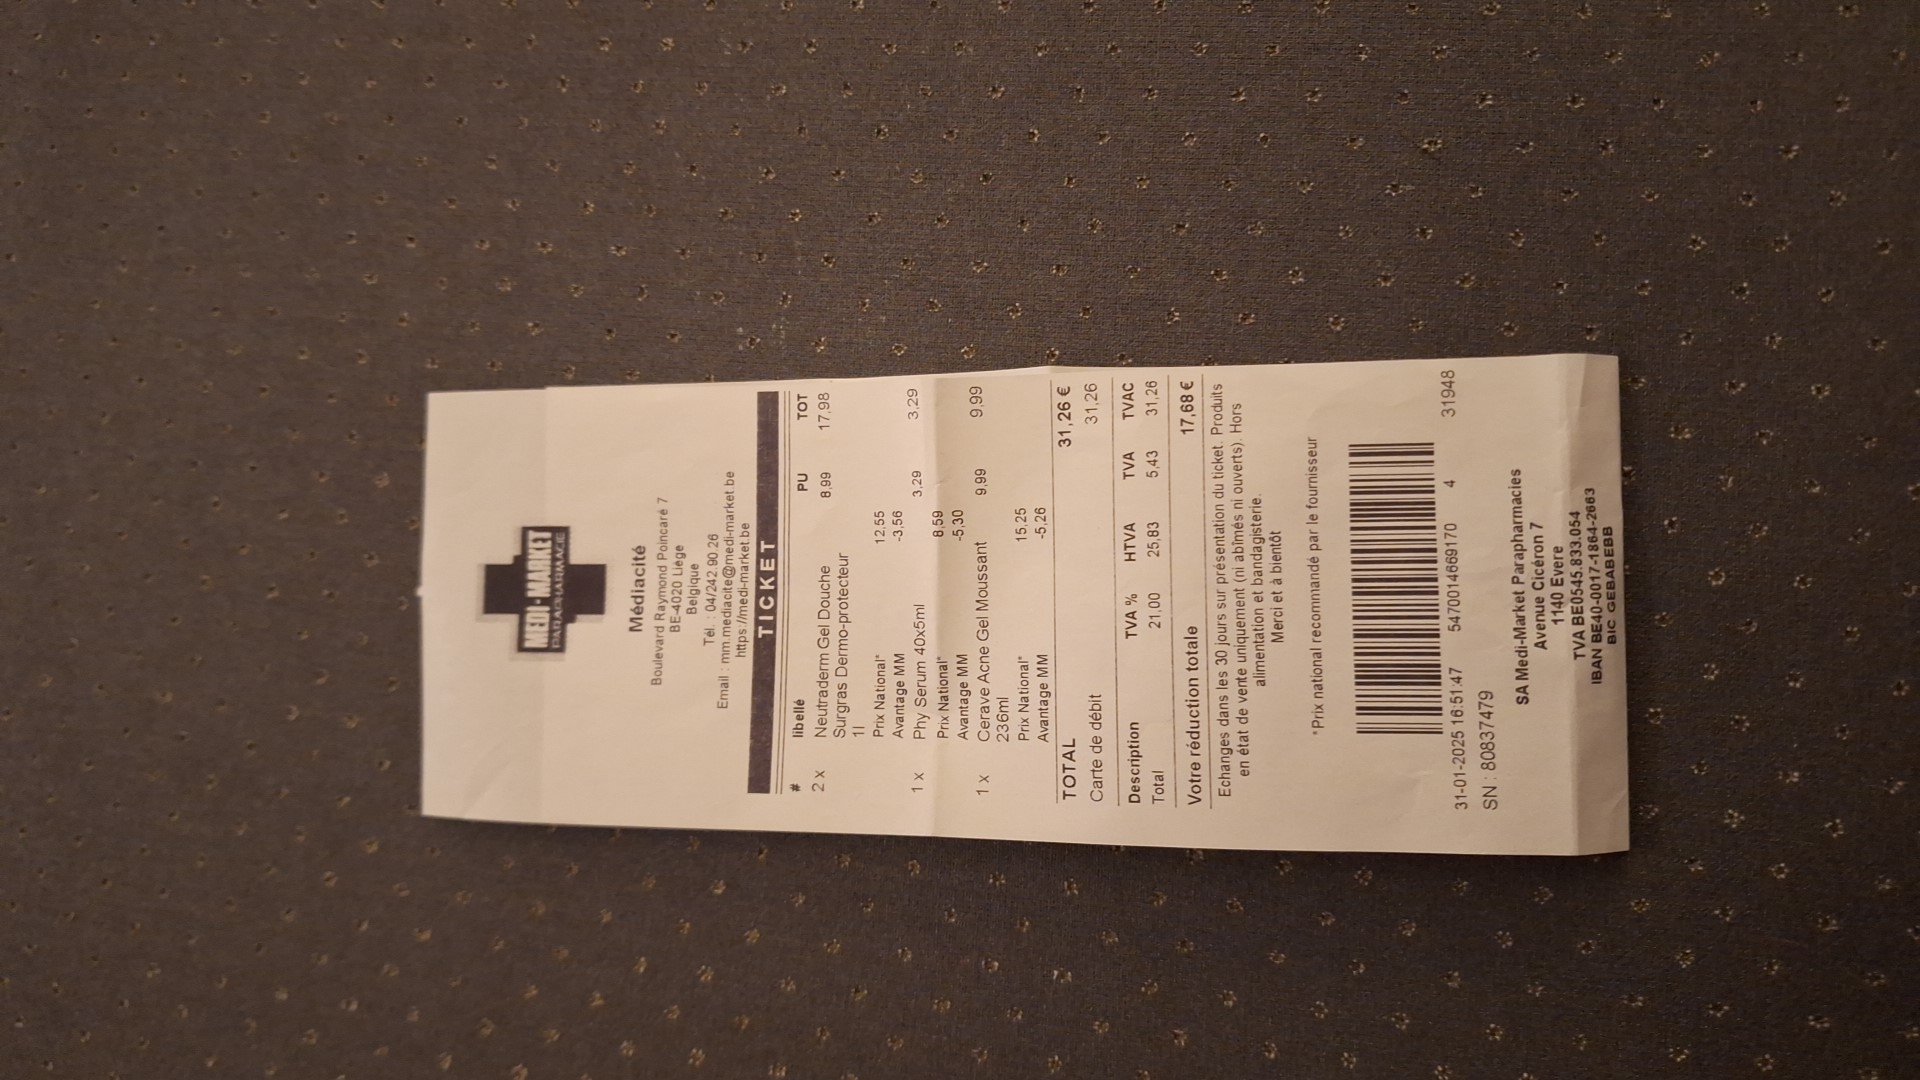 MEDI-MARKET
PARAPHARMACIE
Médiacité
Boulevard Raymond Poincaré 7
BE-4020 Liège
Belgique
Tél. : 04/242.90.26
Email : mm.mediacite@medi-market.be
https://medi-market.be
TICKET
# libellé PU TOT
2 x Neutraderm Gel Douche 8,99 17,98
Surgras Dermo-protecteur
1l
Prix National* 12,55
Avantage MM -3,56
1 x Phy Serum 40x5ml 3,29 3,29
Prix National* 8,59
Avantage MM -5,30
1 x Cerave Acne Gel Moussant 9,99 9,99
236ml
Prix National* 15,25
Avantage MM -5,26
TOTAL 31,26 €
Carte de débit 31,26
Description TVA % HTVA TVA TVAC
Total 21,00 25,83 5,43 31,26
Votre réduction totale 17,68 €
Echanges dans les 30 jours sur présentation du ticket. Produits
en état de vente uniquement (ni abîmés ni ouverts). Hors
alimentation et bandagisterie.
Merci et à bientôt
*Prix national recommandé par le fournisseur
31-01-2025 16:51:47 5470014669170 4 31948
SN : 80837479
SA Medi-Market Parapharmacies
Avenue Cicéron 7
1140 Evere
TVA BE0545.833.054
IBAN BE40-0017-1864-2663
BIC GEBABEBB